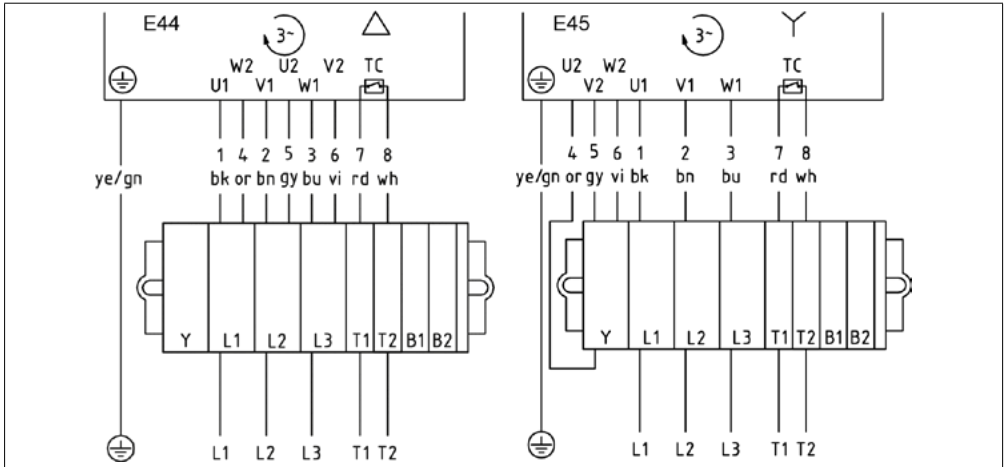 E44 3~ TC
W2 U2 V2
U1 V1 W1
1 4 2 5 3 6 7 8
ye/gn bk or bn gy bu vi rd wh
Y L1 L2 L3 T1 T2 B1 B2
L1 L2 L3 T1 T2
E45 3~ TC
U2 W2
V2 U1 V1 W1
4 5 6 1 2 3 7 8
ye/gn or gy vi bk bn bu rd wh
Y L1 L2 L3 T1 T2 B1 B2
L1 L2 L3 T1 T2